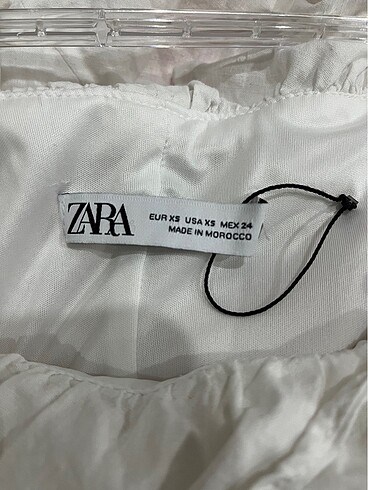 ZARA
EUR XS USA XS MEX 24
MADE IN MOROCCO